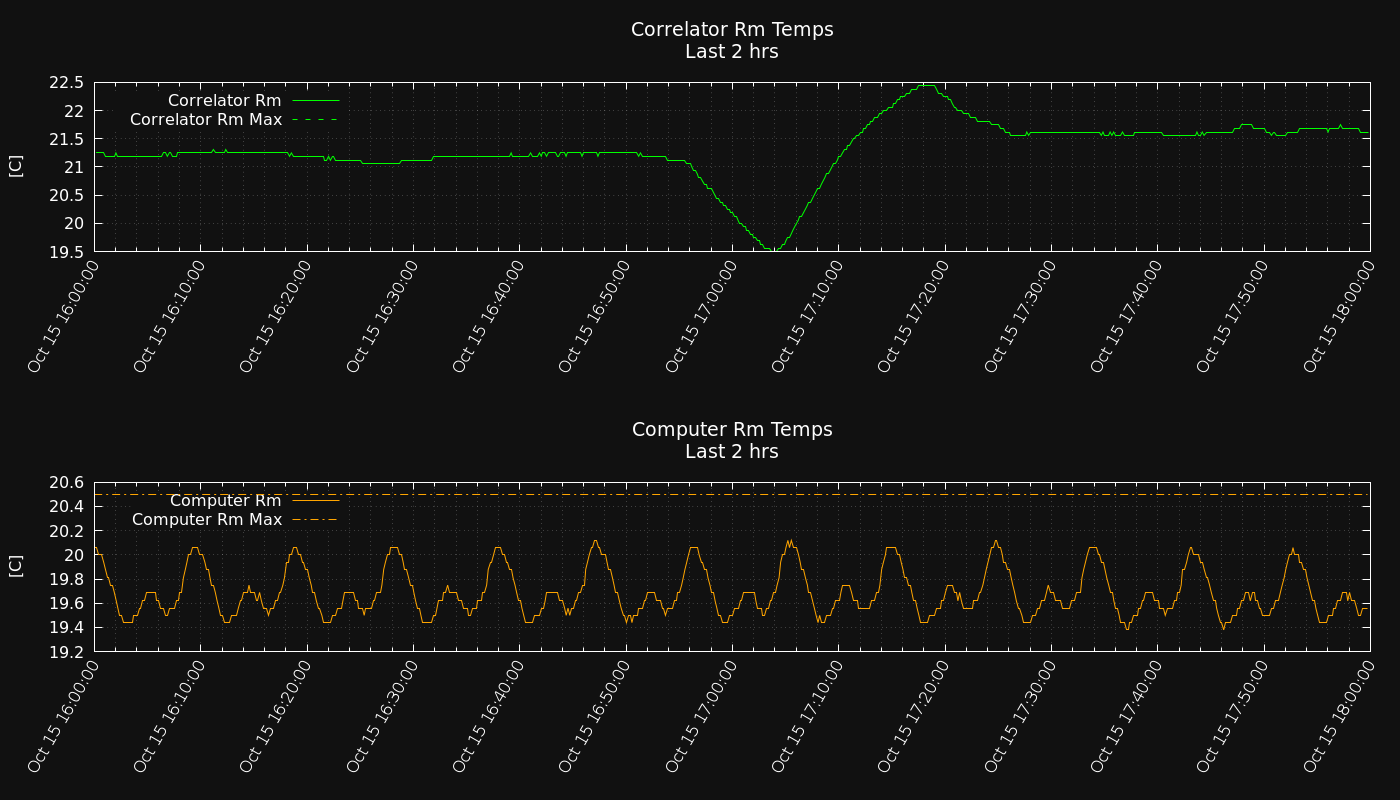 Correlator Rm Temps
Last 2 hrs
22.5
22
21.5
21
20.5
20
19.5
[C]
Correlator Rm
Correlator Rm Max
Oct 15 16:00:00
Oct 15 16:10:00
Oct 15 16:20:00
Oct 15 16:30:00
Oct 15 16:40:00
Oct 15 16:50:00
Oct 15 17:00:00
Oct 15 17:10:00
Oct 15 17:20:00
Oct 15 17:30:00
Oct 15 17:40:00
Oct 15 17:50:00
Oct 15 18:00:00
Computer Rm Temps
Last 2 hrs
20.6
20.4
20.2
20
19.8
19.6
19.4
19.2
[C]
Computer Rm
Computer Rm Max
Oct 15 16:00:00
Oct 15 16:10:00
Oct 15 16:20:00
Oct 15 16:30:00
Oct 15 16:40:00
Oct 15 16:50:00
Oct 15 17:00:00
Oct 15 17:10:00
Oct 15 17:20:00
Oct 15 17:30:00
Oct 15 17:40:00
Oct 15 17:50:00
Oct 15 18:00:00